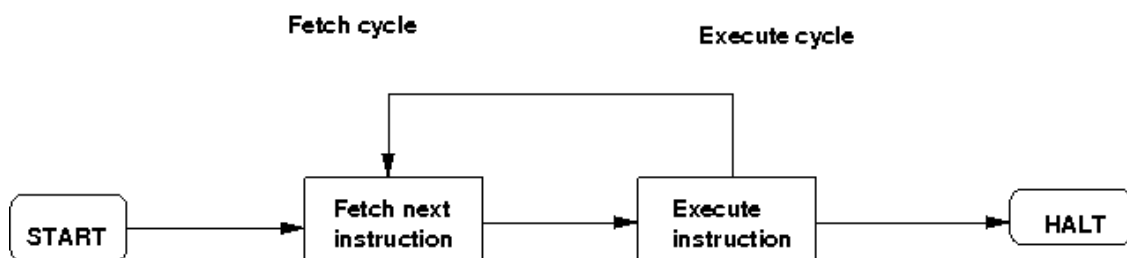 Fetch cycle
Execute cycle
START
Fetch next
instruction
Execute
instruction
HALT